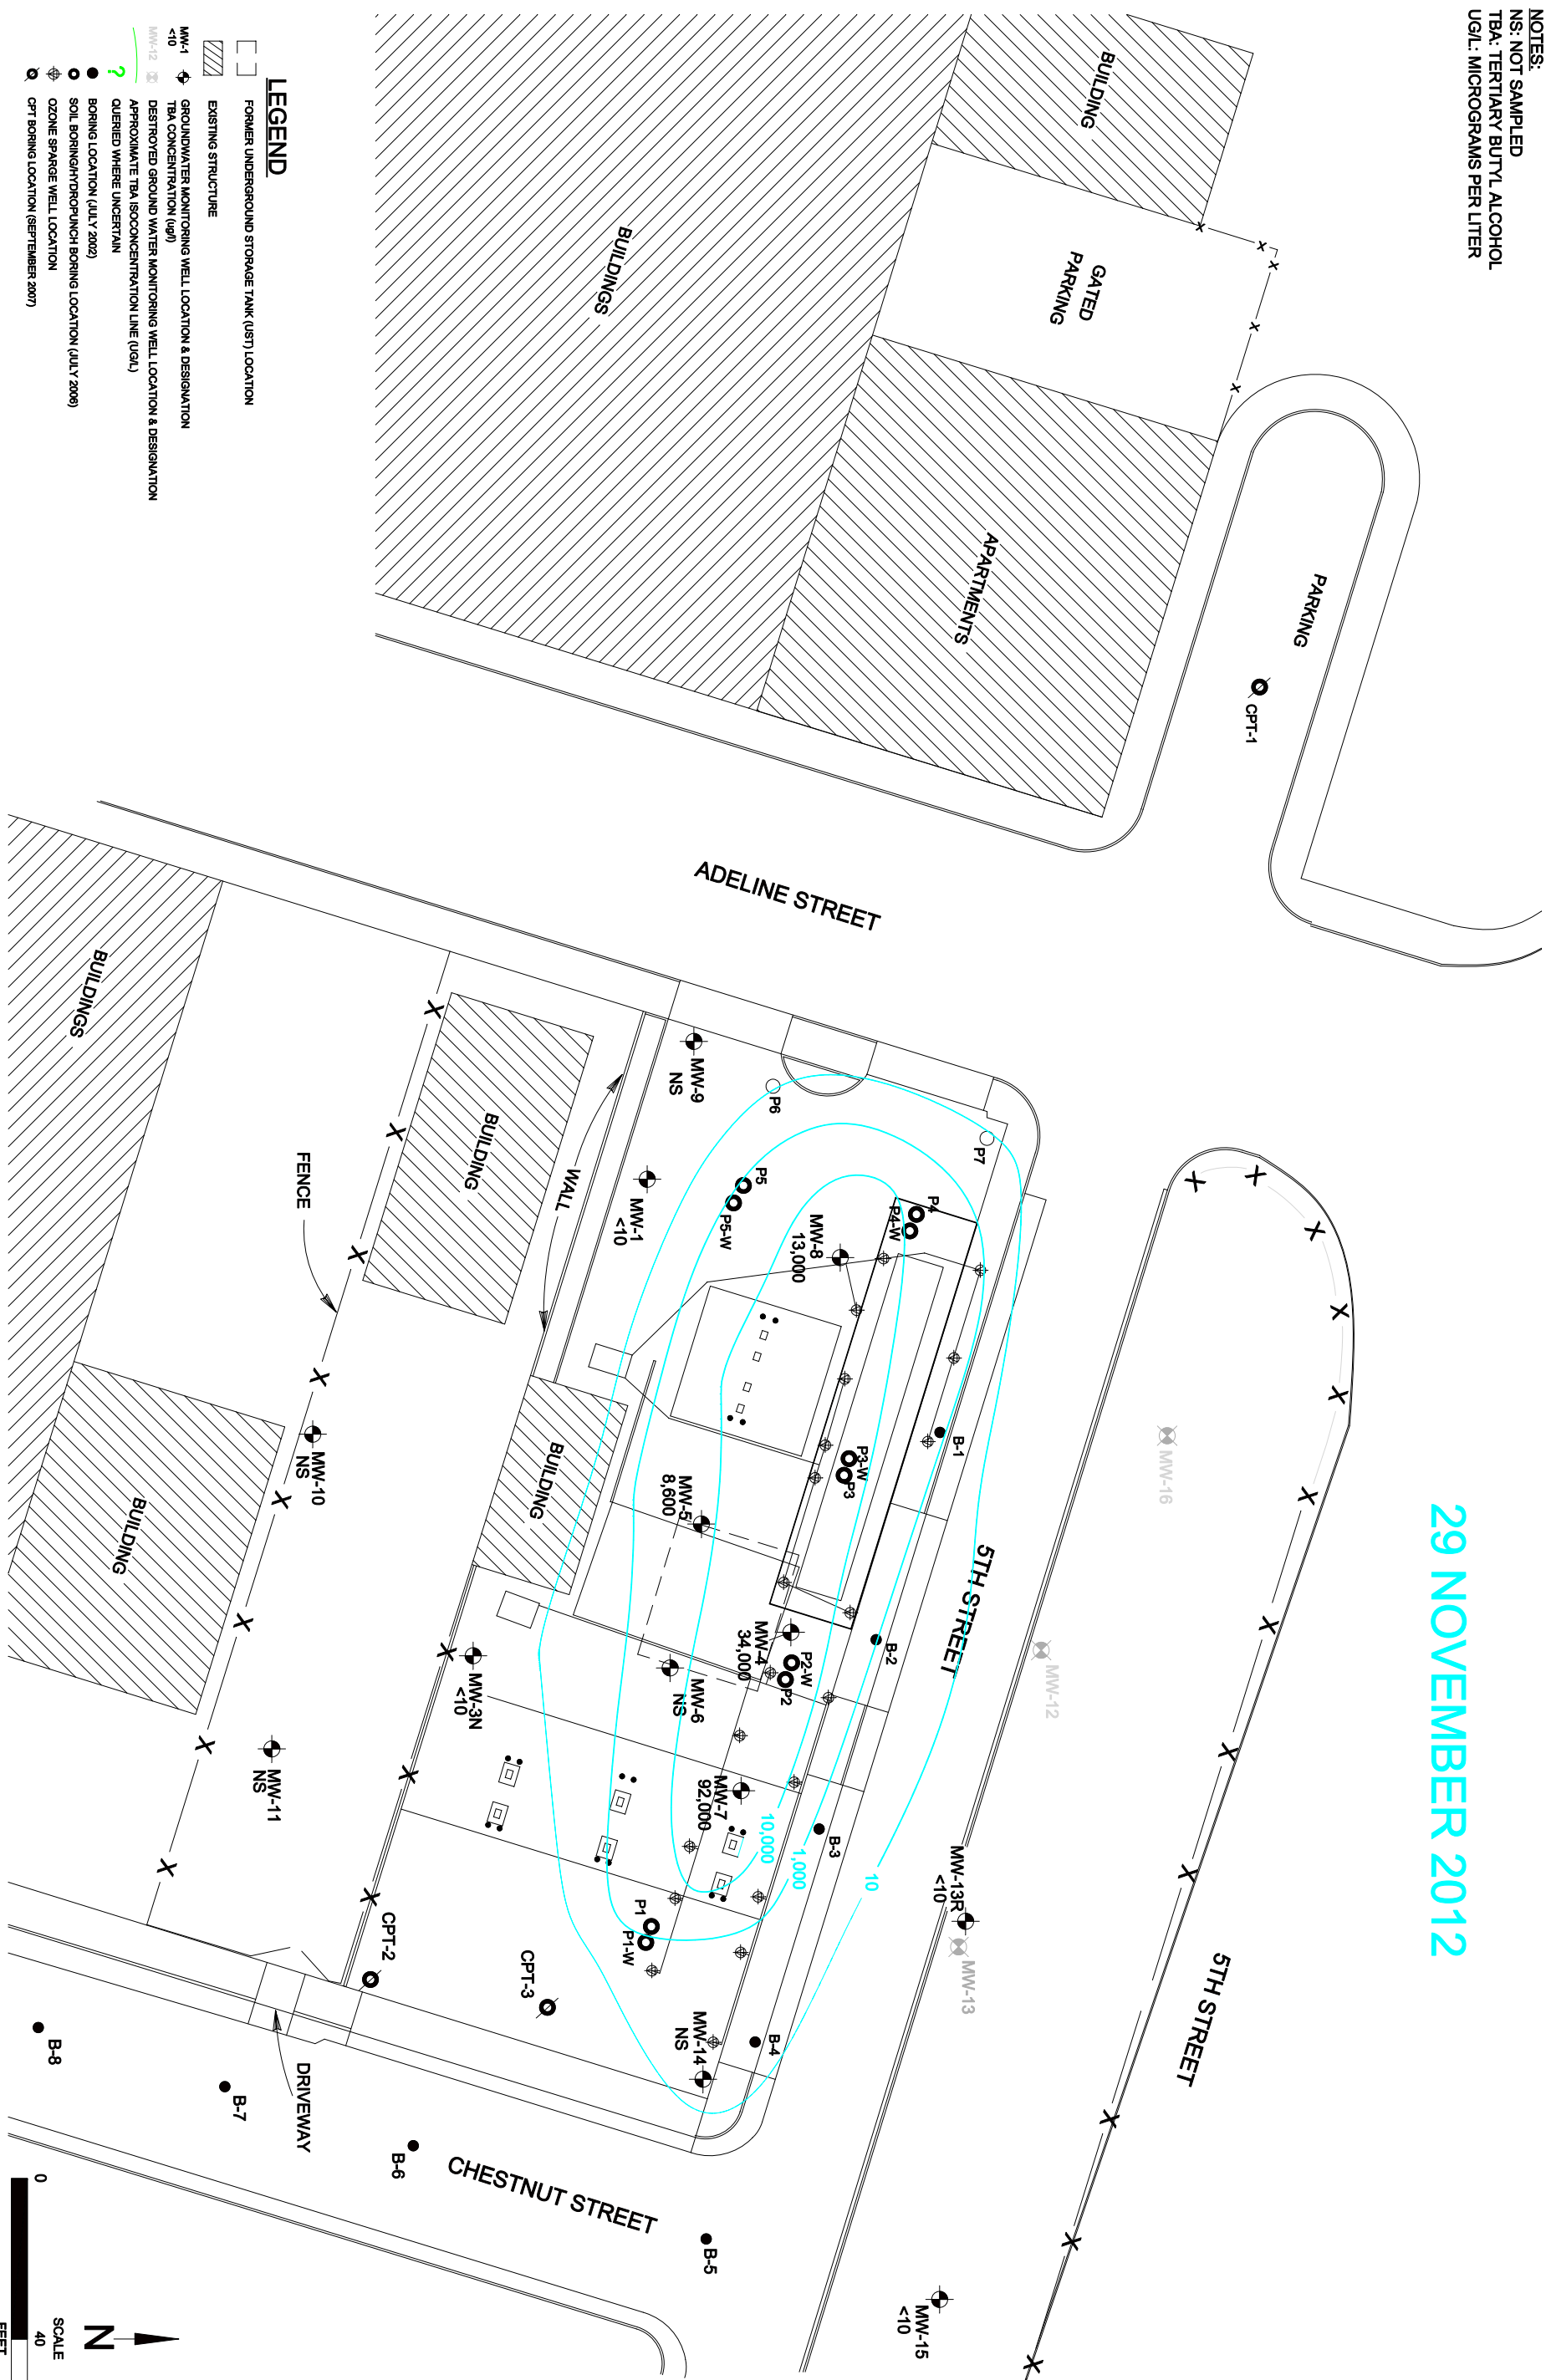 NOTES:
NS: NOT SAMPLED
TBA: TERTIARY BUTYL ALCOHOL
UG/L: MICROGRAMS PER LITER
29 NOVEMBER 2012
BUILDING
GATED
PARKING
BUILDINGS
APARTMENTS
PARKING
CPT-1
ADELINE STREET
5TH STREET
5TH STREET
MW-16
MW-12
MW-13R
<10
MW-13
MW-15
<10
P7
P6
P5
P5-W
P4
P4-W
MW-9
NS
MW-1
<10
MW-8
13,000
B-1
P3-W
P3
MW-5
8,600
B-2
MW-4
34,000
P2-W
P2
MW-6
NS
MW-7
92,000
B-3
10,000
1,000
10
MW-3N
<10
P1
P1-W
B-4
MW-14
NS
CPT-3
CPT-2
WALL
BUILDING
BUILDING
FENCE
BUILDINGS
BUILDING
MW-10
NS
MW-11
NS
DRIVEWAY
CHESTNUT STREET
B-5
B-6
B-7
B-8
LEGEND
FORMER UNDERGROUND STORAGE TANK (UST) LOCATION
EXISTING STRUCTURE
MW-1 GROUNDWATER MONITORING WELL LOCATION & DESIGNATION
<10 TBA CONCENTRATION (ug/l)
MW-12 DESTROYED GROUND WATER MONITORING WELL LOCATION & DESIGNATION
APPROXIMATE TBA ISOCONCENTRATION LINE (UG/L)
? QUERIED WHERE UNCERTAIN
BORING LOCATION (JULY 2002)
SOIL BORING/HYDROPUNCH BORING LOCATION (JULY 2006)
OZONE SPARGE WELL LOCATION
CPT BORING LOCATION (SEPTEMBER 2007)
N
0
40
SCALE
FEET